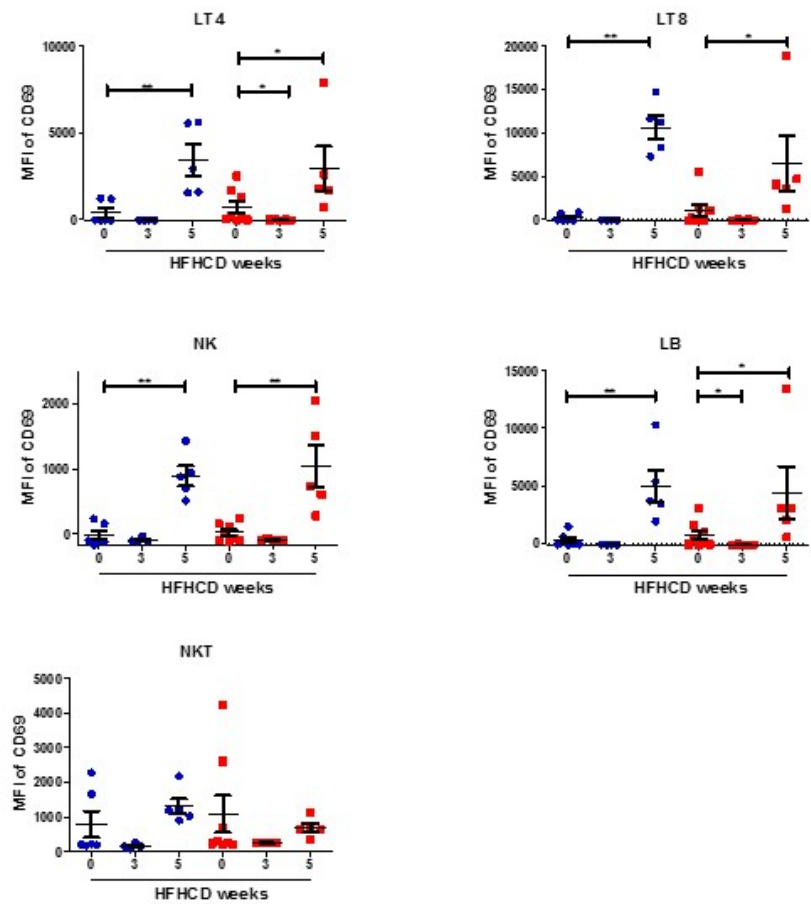 LT4
10000
5000
0
MFI of CD69
*
**
*
0 3 5 0 3 5
HFHCD weeks
LT8
20000
15000
10000
5000
0
MFI of CD69
** *
0 3 5 0 3 5
HFHCD weeks
NK
2000
1000
0
MFI of CD69
** **
0 3 5 0 3 5
HFHCD weeks
LB
15000
10000
5000
0
MFI of CD69
*
** *
0 3 5 0 3 5
HFHCD weeks
NKT
5000
4000
3000
2000
1000
0
MFI of CD69
0 3 5 0 3 5
HFHCD weeks